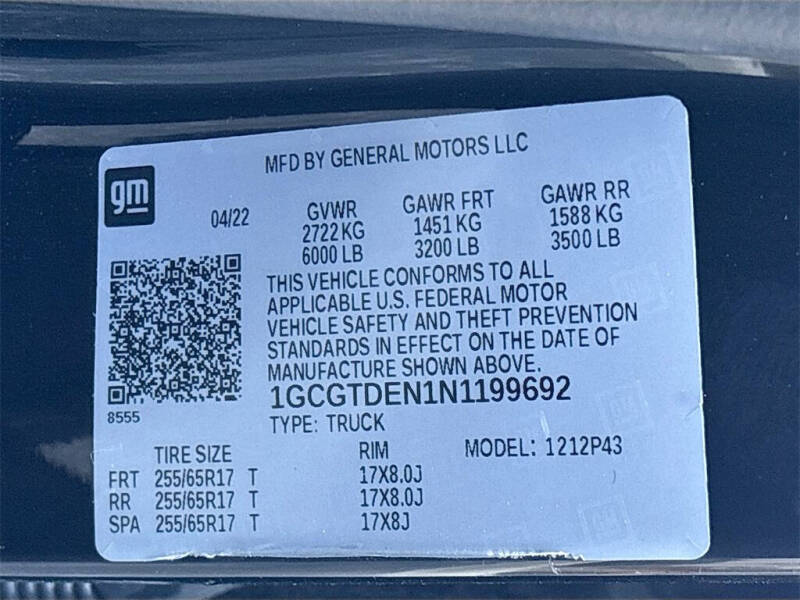 MFD BY GENERAL MOTORS LLC
gm
04/22
GVWR GAWR FRT GAWR RR
2722 KG 1451 KG 1588 KG
6000 LB 3200 LB 3500 LB
THIS VEHICLE CONFORMS TO ALL
APPLICABLE U.S. FEDERAL MOTOR
VEHICLE SAFETY AND THEFT PREVENTION
STANDARDS IN EFFECT ON THE DATE OF
MANUFACTURE SHOWN ABOVE.
1GCGTDEN1N1199692
8555
TYPE: TRUCK
TIRE SIZE RIM MODEL: 1212P43
FRT 255/65R17 T 17X8.0J
RR 255/65R17 T 17X8.0J
SPA 255/65R17 T 17X8J